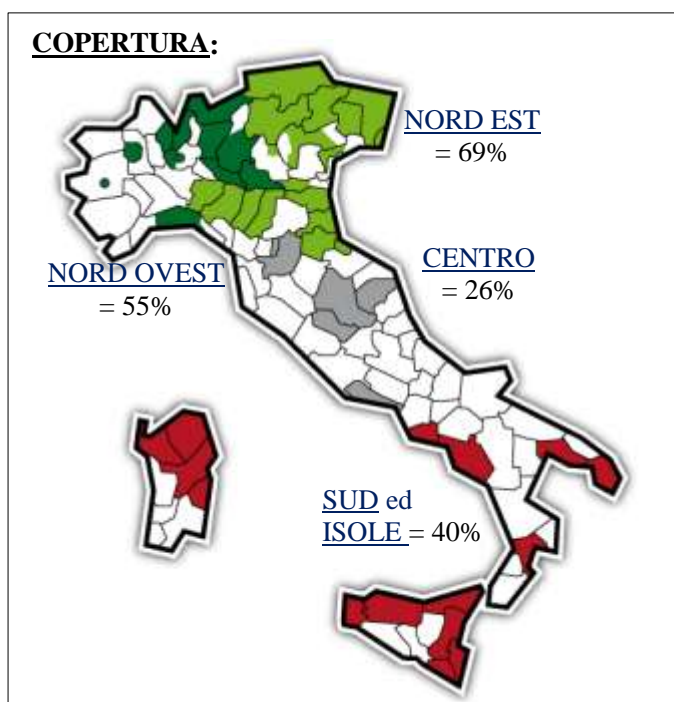 COPERTURA:
NORD EST
= 69%
NORD OVEST
= 55%
CENTRO
= 26%
SUD ed
ISOLE = 40%